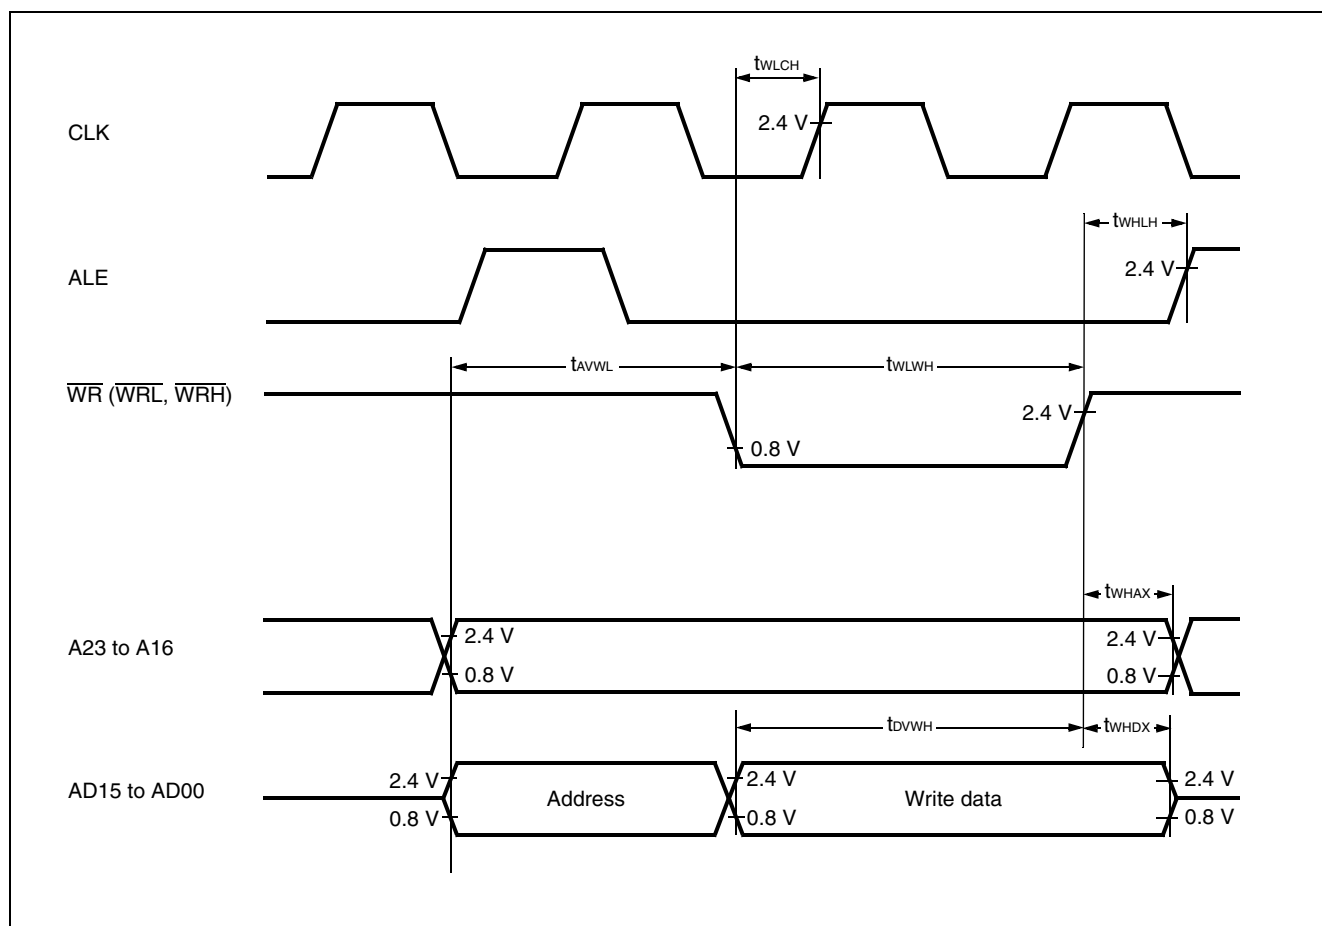 tWLCH
CLK
2.4 V
tWHLH
ALE
2.4 V
tAVWL
tWLWH
WR (WRL, WRH)
2.4 V
0.8 V
tWHAX
A23 to A16
2.4 V
2.4 V
0.8 V
0.8 V
tDVWH
tWHDX
AD15 to AD00
2.4 V
Address
2.4 V
Write data
2.4 V
0.8 V
0.8 V
0.8 V